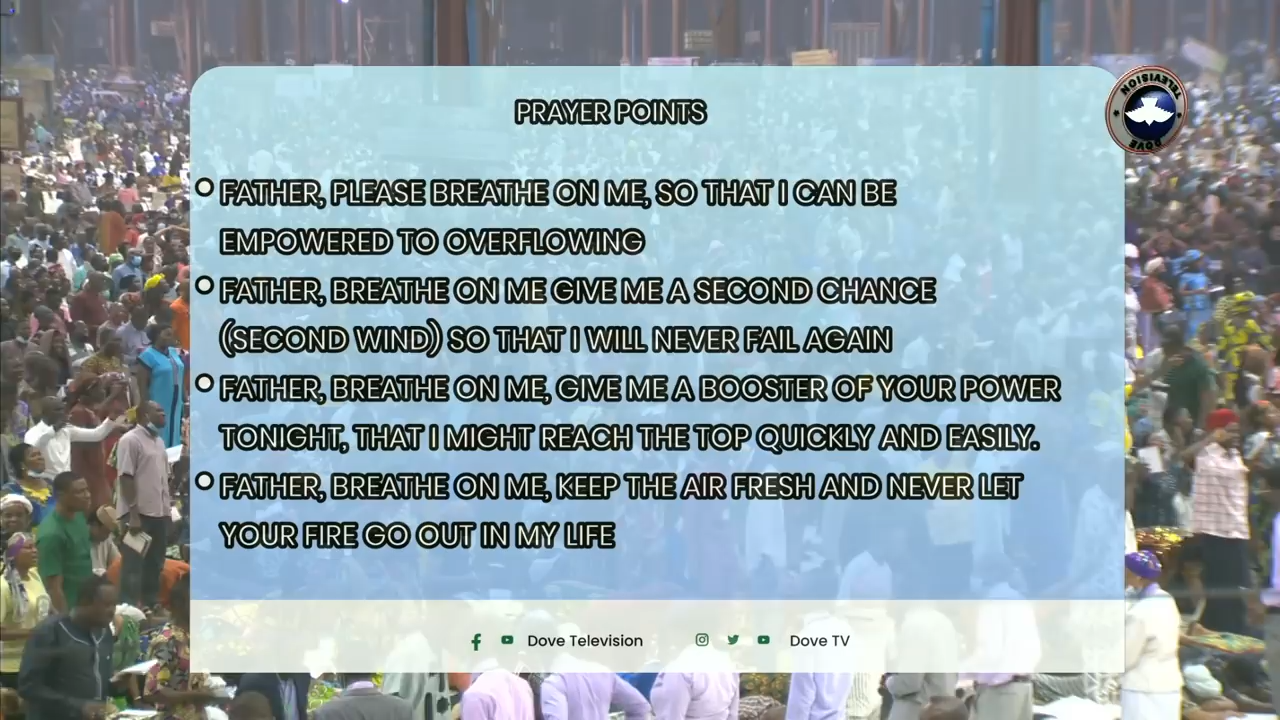 PRAYER POINTS
TELEVISION
DOVE
FATHER, PLEASE BREATHE ON ME, SO THAT I CAN BE
EMPOWERED TO OVERFLOWING
FATHER, BREATHE ON ME GIVE ME A SECOND CHANCE
(SECOND WIND) SO THAT I WILL NEVER FAIL AGAIN
FATHER, BREATHE ON ME, GIVE ME A BOOSTER OF YOUR POWER
TONIGHT, THAT I MIGHT REACH THE TOP QUICKLY AND EASILY.
FATHER, BREATHE ON ME, KEEP THE AIR FRESH AND NEVER LET
YOUR FIRE GO OUT IN MY LIFE
Dove Television
Dove TV